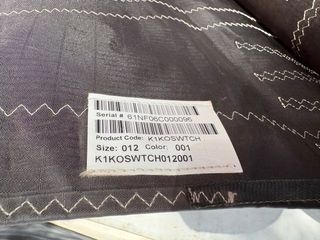 Serial # 61NF06C000096
Product Code: K1KOSWTCH
Size: 012 Color: 001
K1KOSWTCH012001